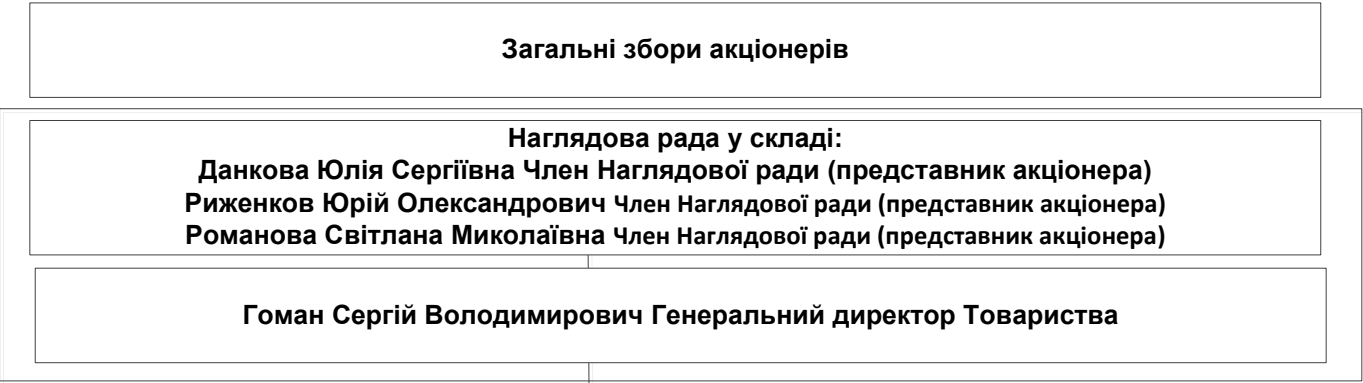 Загальні збори акціонерів
Наглядова рада у складі:
Данкова Юлія Сергіївна Член Наглядової ради (представник акціонера)
Риженков Юрій Олександрович Член Наглядової ради (представник акціонера)
Романова Світлана Миколаївна Член Наглядової ради (представник акціонера)
Гоман Сергій Володимирович Генеральний директор Товариства